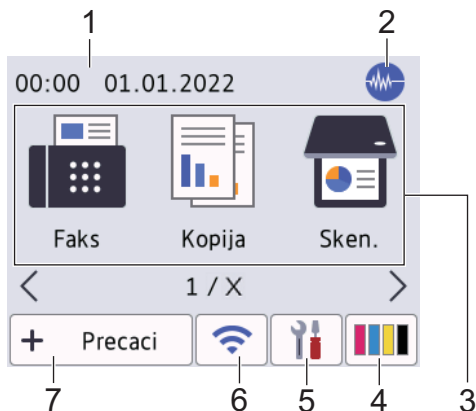 1 2
00:00 01.01.2022
Faks Kopija Sken.
1 / X
+ Precaci
7 6 5 4 3